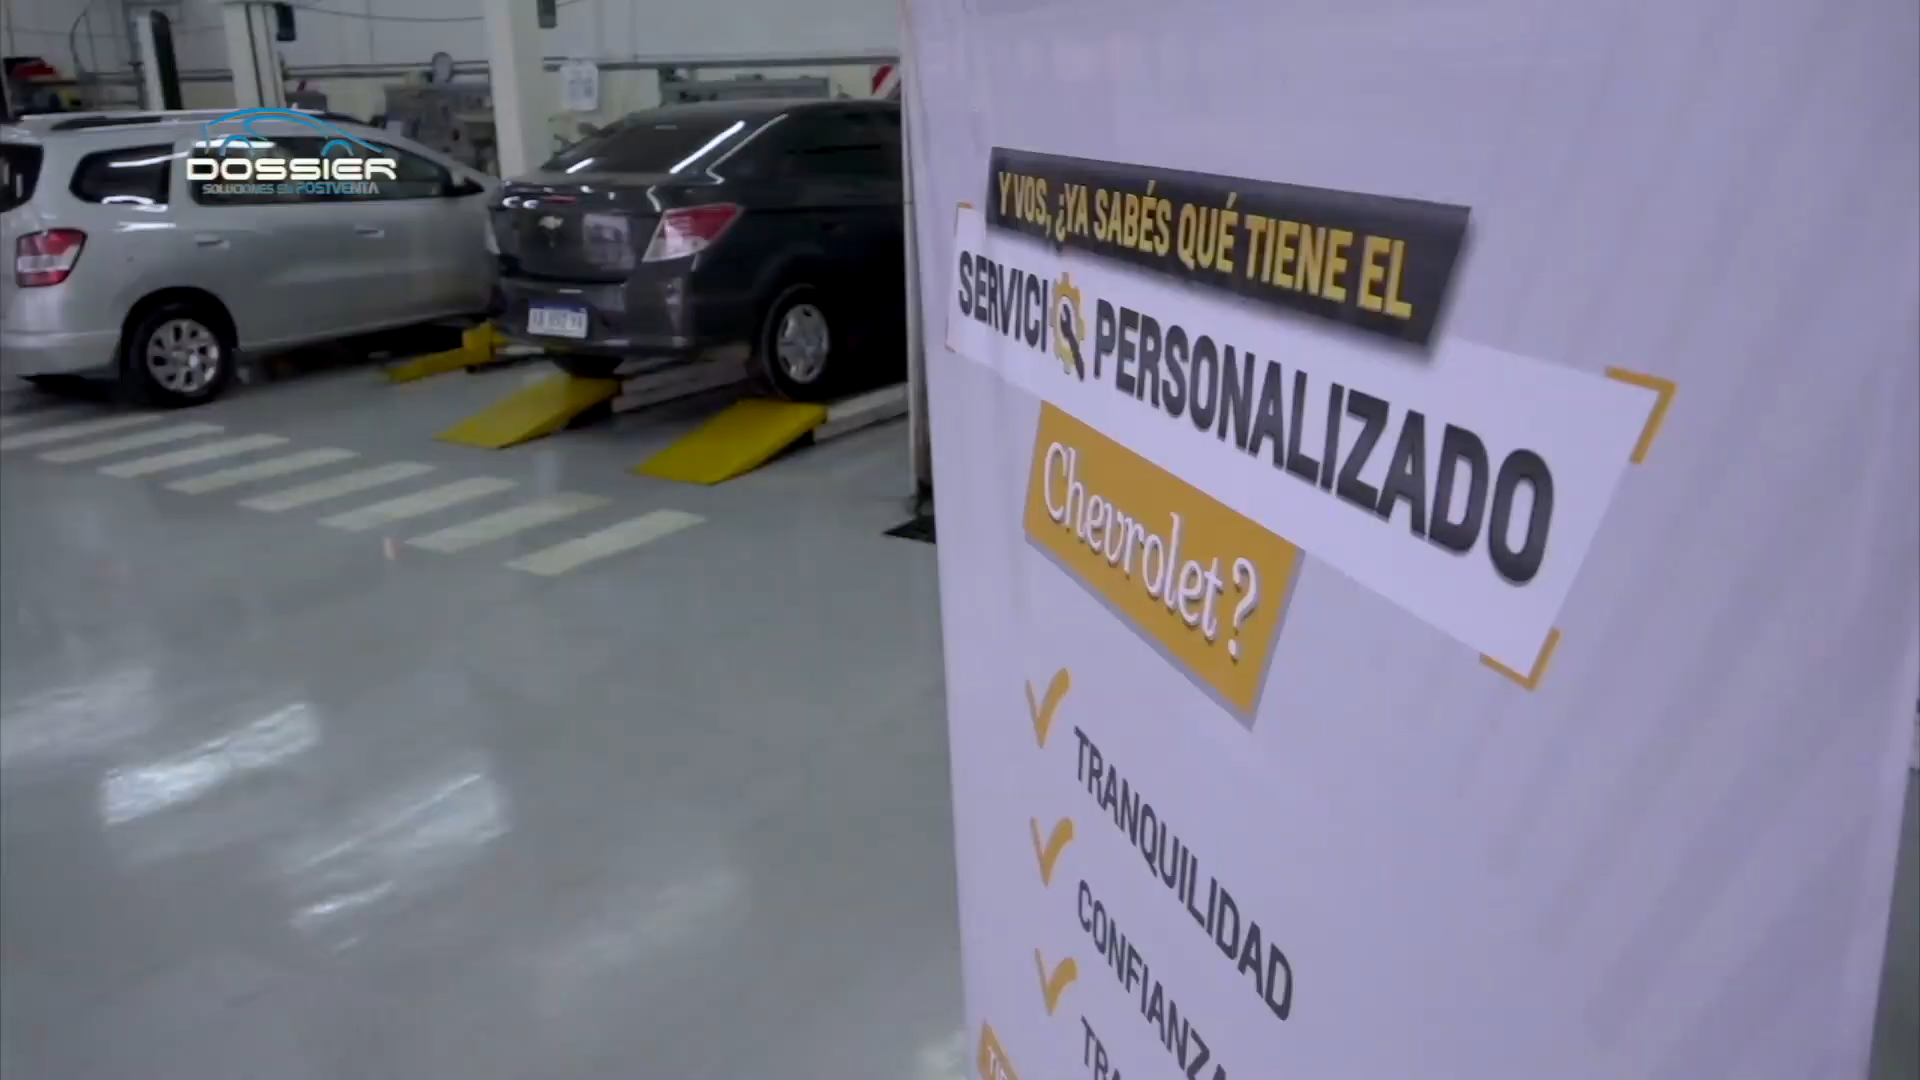 DOSSIER
SOLUCIONES EN POSTVENTA
Y VOS, ¿YA SABÉS QUÉ TIENE EL
SERVICIO PERSONALIZADO
Chevrolet?
TRANQUILIDAD
CONFIANZA